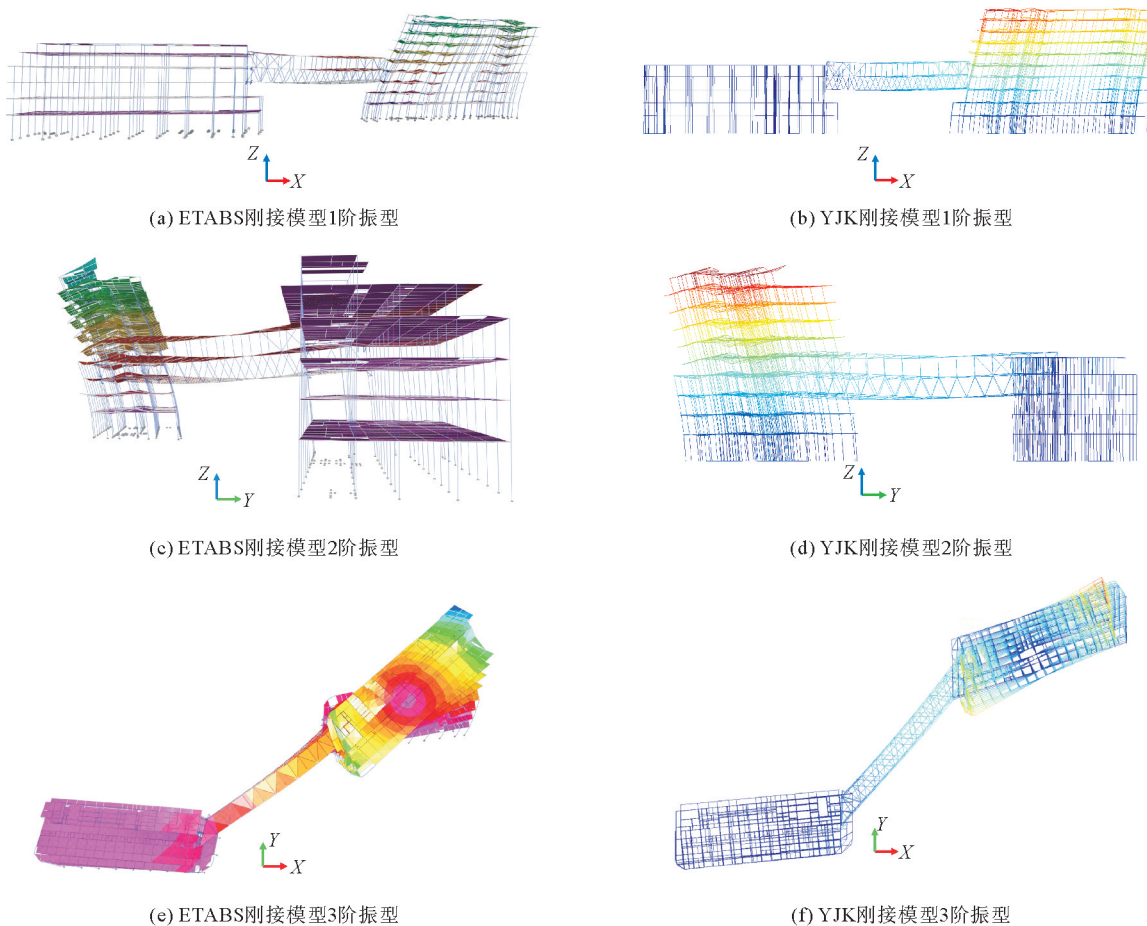 Z
X
(a) ETABS刚接模型1阶振型
Z
X
(b) YJK刚接模型1阶振型
Z
Y
(c) ETABS刚接模型2阶振型
Z
Y
(d) YJK刚接模型2阶振型
Y
X
(e) ETABS刚接模型3阶振型
Y
X
(f) YJK刚接模型3阶振型